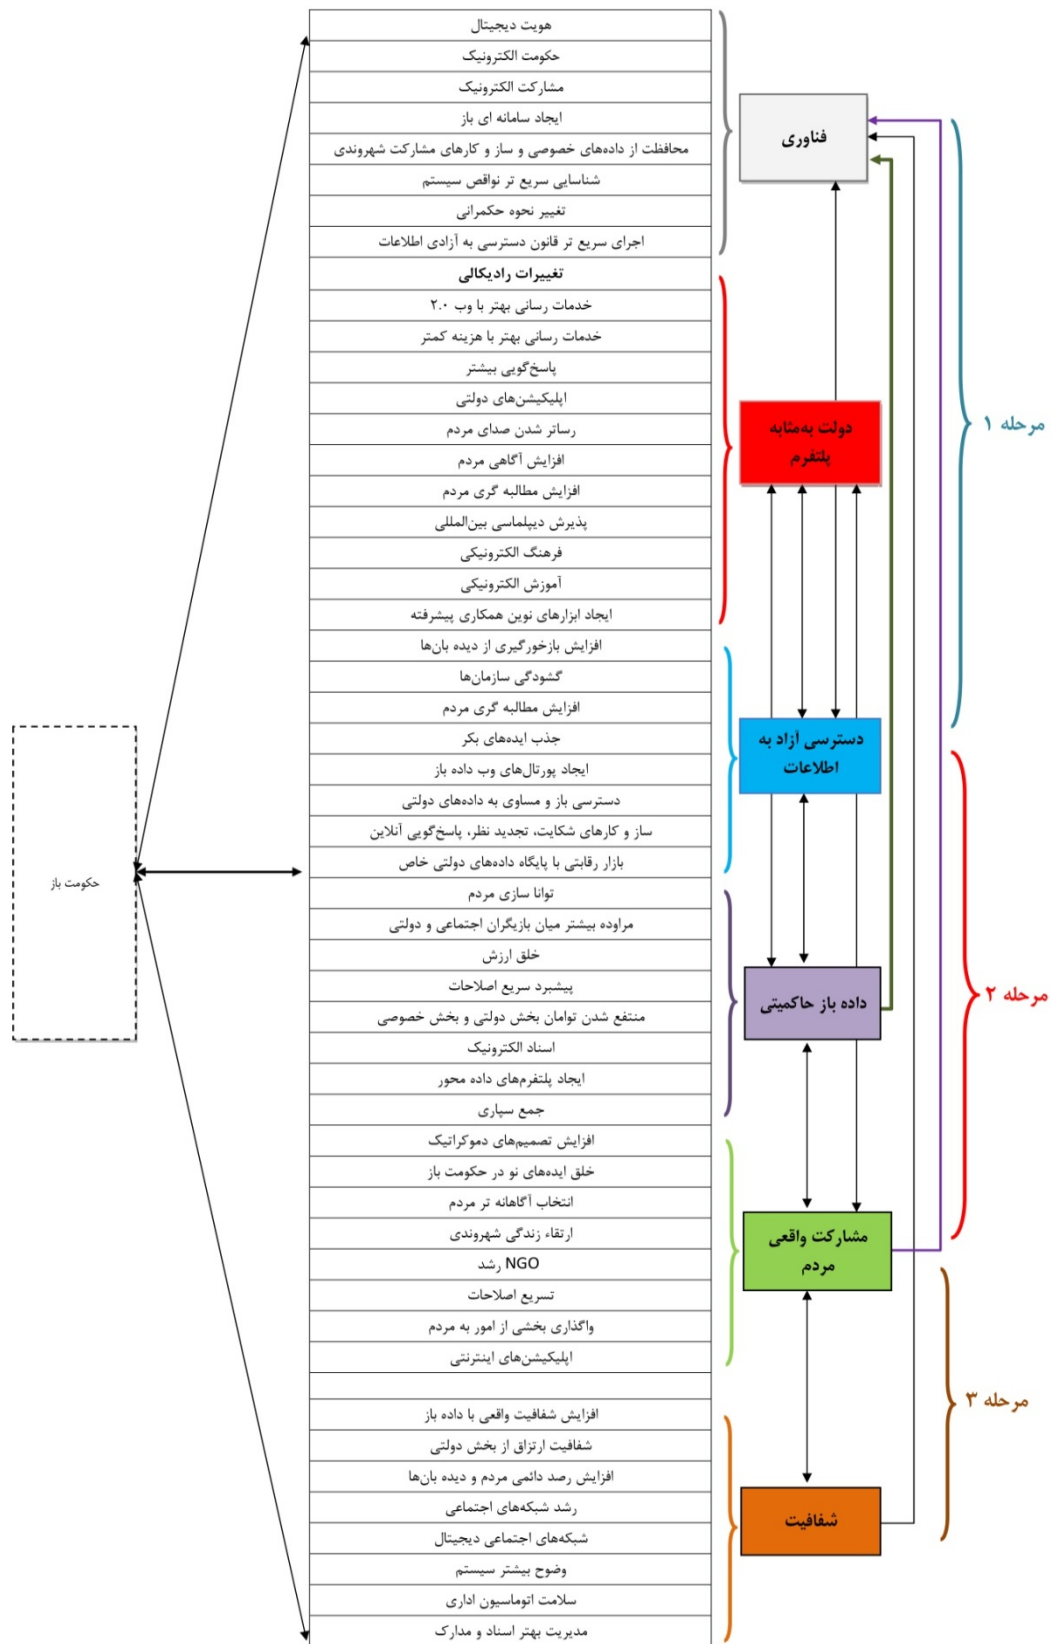 هویت دیجیتال
حکومت الکترونیک
مشارکت الکترونیک
ایجاد سامانه ای باز
محافظت از داده‌های خصوصی و ساز و کارهای مشارکت شهروندی
شناسایی سریع تر نواقص سیستم
تغییر نحوه حکمرانی
اجرای سریع تر قانون دسترسی به آزادی اطلاعات
تغییرات رادیکالی
خدمات رسانی بهتر با وب ۲.۰
خدمات رسانی بهتر با هزینه کمتر
پاسخ‌گویی بیشتر
اپلیکیشن‌های دولتی
رساتر شدن صدای مردم
افزایش آگاهی مردم
افزایش مطالبه گری مردم
پذیرش دیپلماسی بین‌المللی
فرهنگ الکترونیکی
آموزش الکترونیکی
ایجاد ابزارهای نوین همکاری پیشرفته
افزایش بازخورگیری از دیده بان‌ها
گشودگی سازمان‌ها
افزایش مطالبه گری مردم
جذب ایده‌های بکر
ایجاد پورتال‌های وب داده باز
دسترسی باز و مساوی به داده‌های دولتی
ساز و کارهای شکایت، تجدید نظر، پاسخ‌گویی آنلاین
بازار رقابتی با پایگاه داده‌های دولتی خاص
توانا سازی مردم
مراوده بیشتر میان بازیگران اجتماعی و دولتی
خلق ارزش
پیشبرد سریع اصلاحات
منتفع شدن توامان بخش دولتی و بخش خصوصی
اسناد الکترونیک
ایجاد پلتفرم‌های داده محور
جمع سپاری
افزایش تصمیم‌های دموکراتیک
خلق ایده‌های نو در حکومت باز
انتخاب آگاهانه تر مردم
ارتقاء زندگی شهروندی
رشد NGO
تسریع اصلاحات
واگذاری بخشی از امور به مردم
اپلیکیشن‌های اینترنتی
افزایش شفافیت واقعی با داده باز
شفافیت ارتزاق از بخش دولتی
افزایش رصد دائمی مردم و دیده بان‌ها
رشد شبکه‌های اجتماعی
شبکه‌های اجتماعی دیجیتال
وضوح بیشتر سیستم
سلامت اتوماسیون اداری
مدیریت بهتر اسناد و مدارک
فناوری
دولت به‌مثابه
پلتفرم
دسترسی آزاد به
اطلاعات
داده باز حاکمیتی
مشارکت واقعی
مردم
شفافیت
مرحله ۱
مرحله ۲
مرحله ۳
حکومت باز